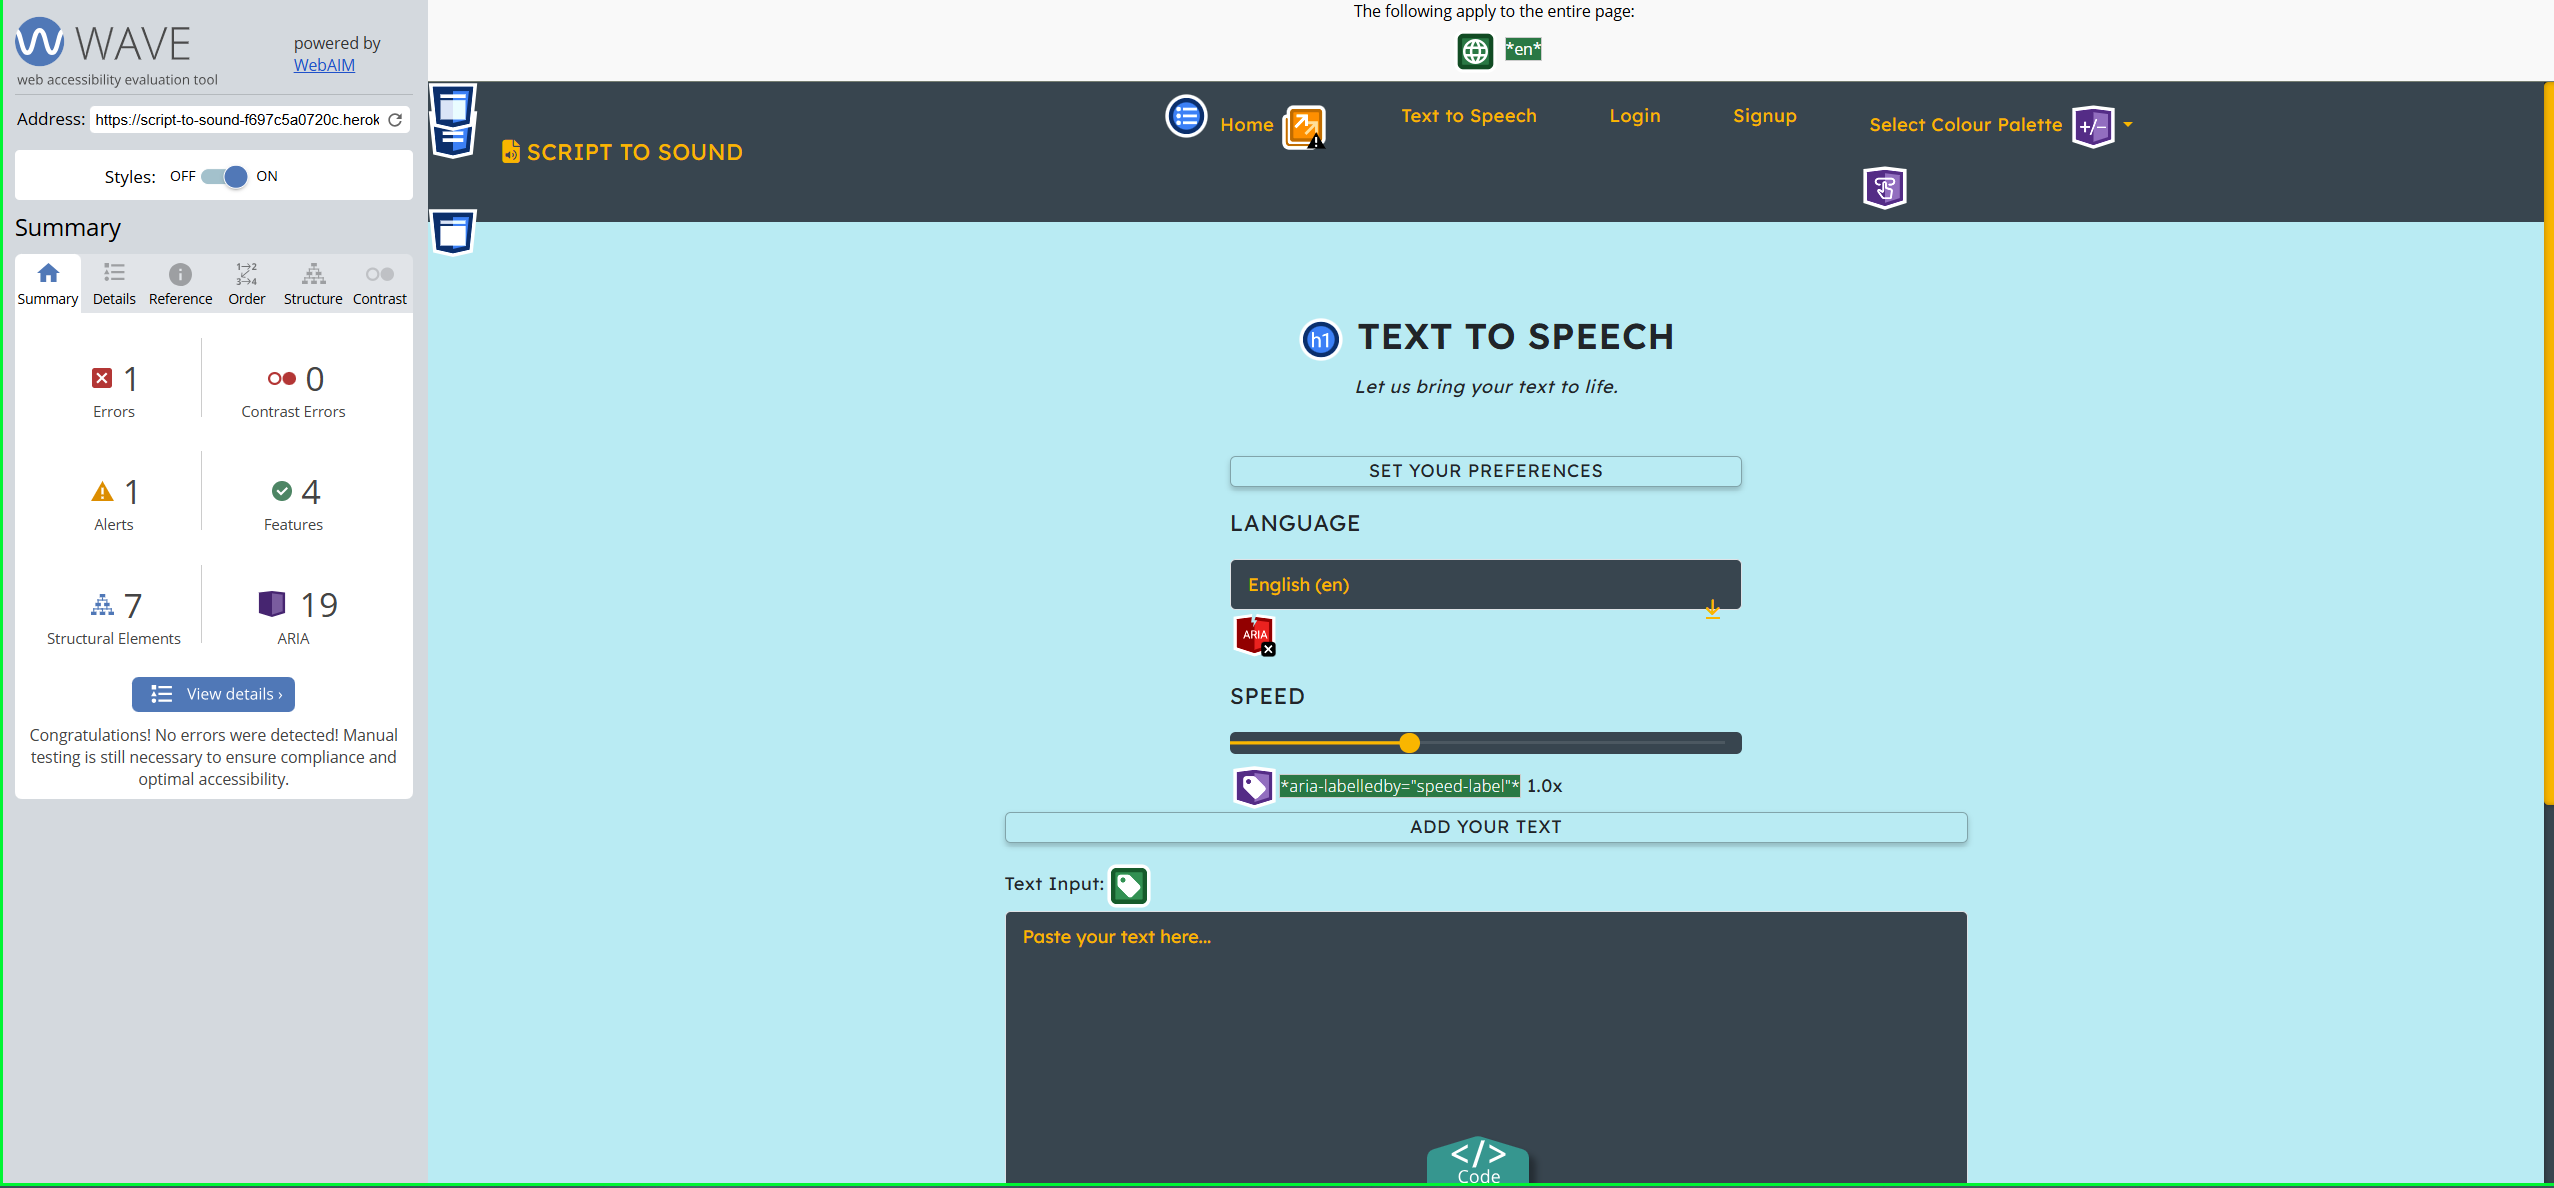 WAVE
web accessibility evaluation tool
powered by
WebAIM
Address: https://script-to-sound-f697c5a0720c.herok
Styles: OFF ON
Summary
Summary Details Reference Order Structure Contrast
1 Errors
0 Contrast Errors
1 Alerts
4 Features
7 Structural Elements
19 ARIA
View details ›
Congratulations! No errors were detected! Manual
testing is still necessary to ensure compliance and
optimal accessibility.
The following apply to the entire page:
*en*
SCRIPT TO SOUND
Home Text to Speech Login Signup Select Colour Palette +/-
h1 TEXT TO SPEECH
Let us bring your text to life.
SET YOUR PREFERENCES
LANGUAGE
English (en)
ARIA
SPEED
*aria-labelledby="speed-label"* 1.0x
ADD YOUR TEXT
Text Input:
Paste your text here...
</>
Code